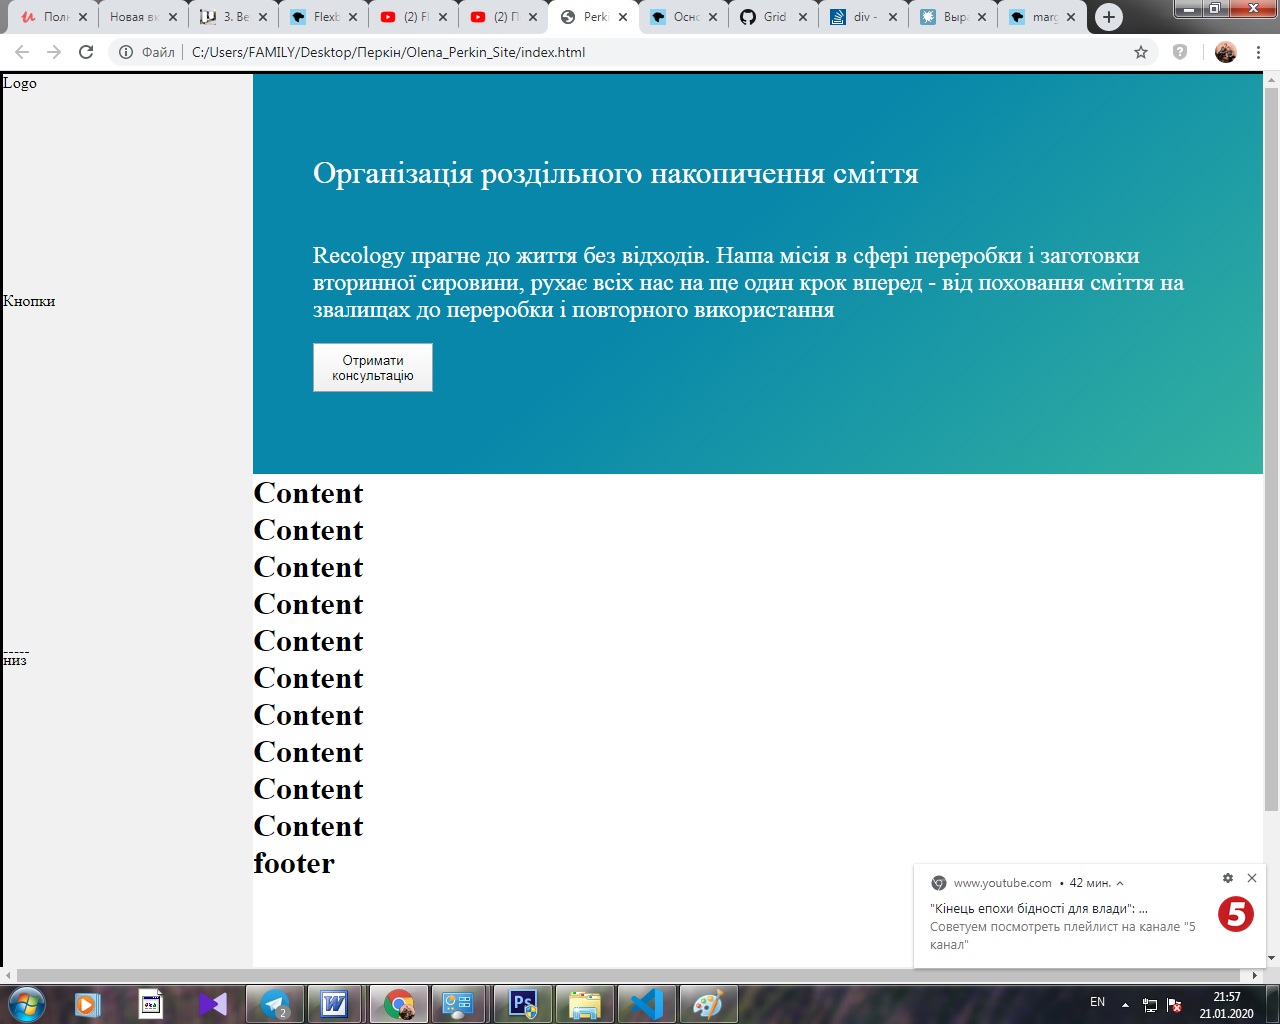 Полн
Новая вк
3. Ве
Flexb
(2) Fl
(2) П
Perki
Осно
Grid
div -
Выра
marg
Файл
C:/Users/FAMILY/Desktop/Перкін/Olena_Perkin_Site/index.html
Logo
Кнопки
-----
низ
Організація роздільного накопичення сміття
Recology прагне до життя без відходів. Наша місія в сфері переробки і заготовки
вторинної сировини, рухає всіх нас на ще один крок вперед - від поховання сміття на
звалищах до переробки і повторного використання
Отримати
консультацію
Content
Content
Content
Content
Content
Content
Content
Content
Content
Content
footer
www.youtube.com • 42 мин.
"Кінець епохи бідності для влади": ...
Советуем посмотреть плейлист на канале "5
канал"
5
2
W
Ps
EN
21:57
21.01.2020